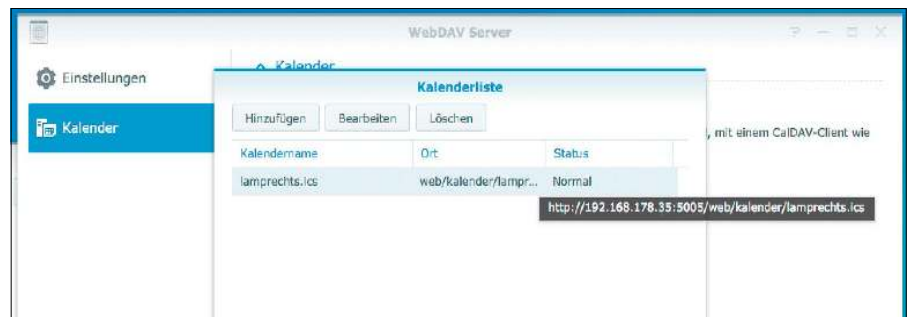 WebDAV Server
Einstellungen
Kalender
Kalender
Kalenderliste
Hinzufügen Bearbeiten Löschen
, mit einem CalDAV-Client wie
Kalendername Ort Status
lamprechts.ics web/kalender/lampr... Normal
http://192.168.178.35:5005/web/kalender/lamprechts.ics